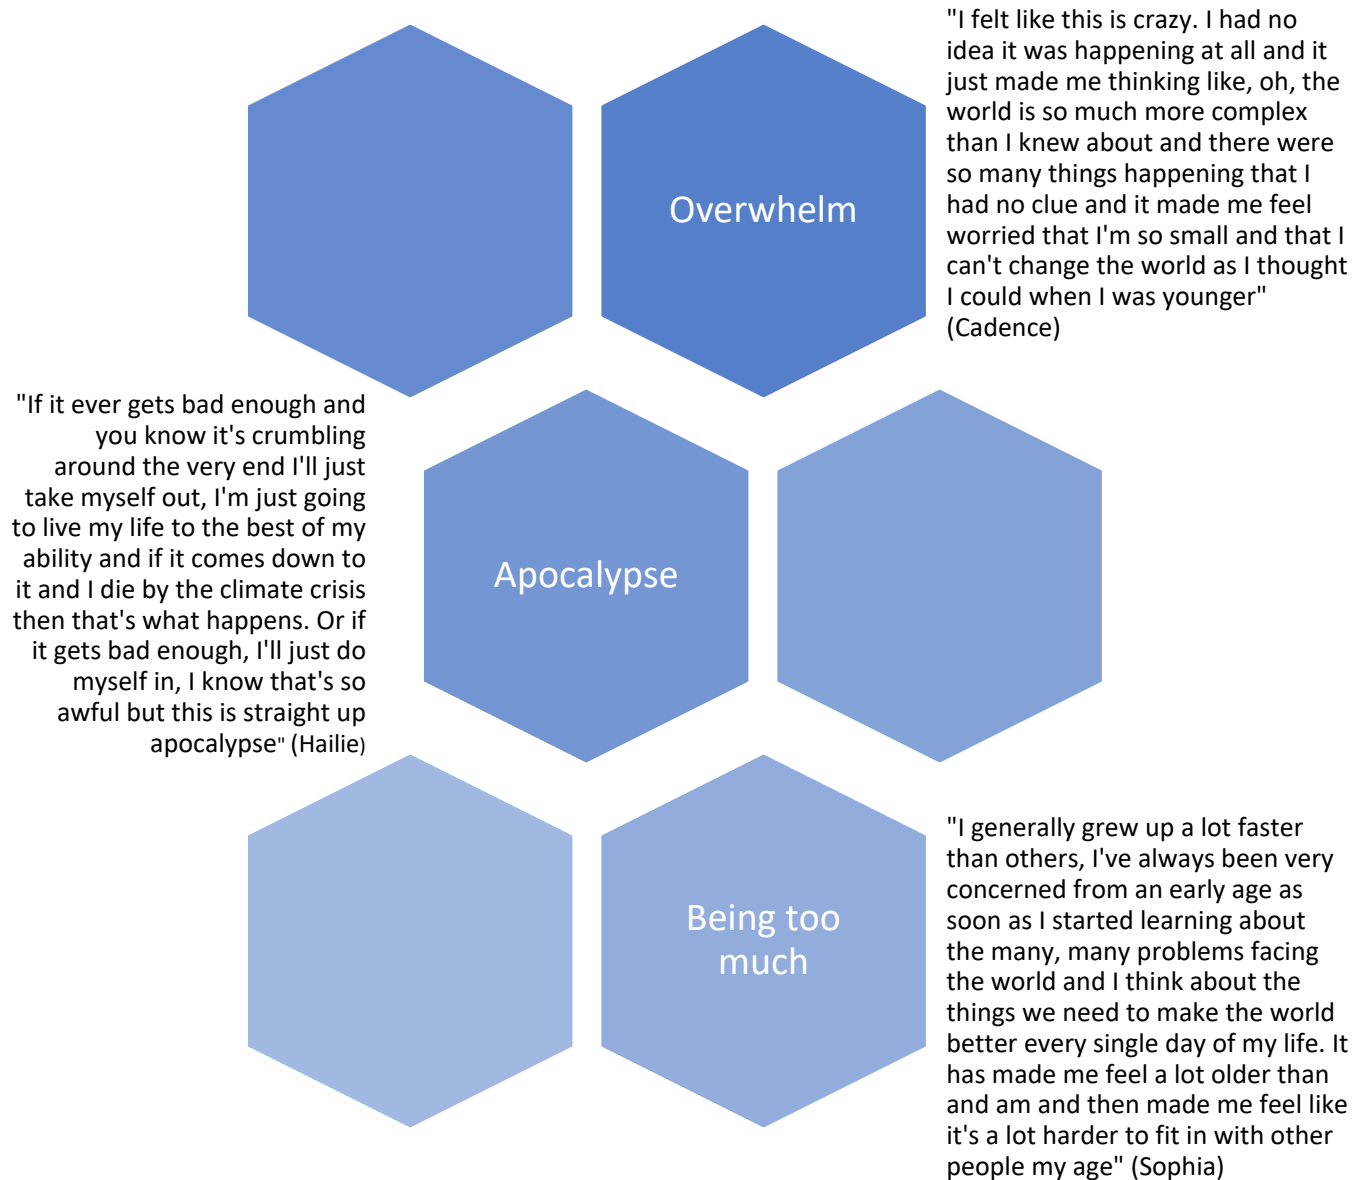 "I felt like this is crazy. I had no
idea it was happening at all and it
just made me thinking like, oh, the
world is so much more complex
than I knew about and there were
so many things happening that I
had no clue and it made me feel
worried that I'm so small and that I
can't change the world as I thought
I could when I was younger"
(Cadence)
Overwhelm
"If it ever gets bad enough and
you know it's crumbling
around the very end I'll just
take myself out, I'm just going
to live my life to the best of my
ability and if it comes down to
it and I die by the climate crisis
then that's what happens. Or if
it gets bad enough, I'll just do
myself in, I know that's so
awful but this is straight up
apocalypse" (Hailie)
Apocalypse
Being too
much
"I generally grew up a lot faster
than others, I've always been very
concerned from an early age as
soon as I started learning about
the many, many problems facing
the world and I think about the
things we need to make the world
better every single day of my life. It
has made me feel a lot older than
and am and then made me feel like
it's a lot harder to fit in with other
people my age" (Sophia)